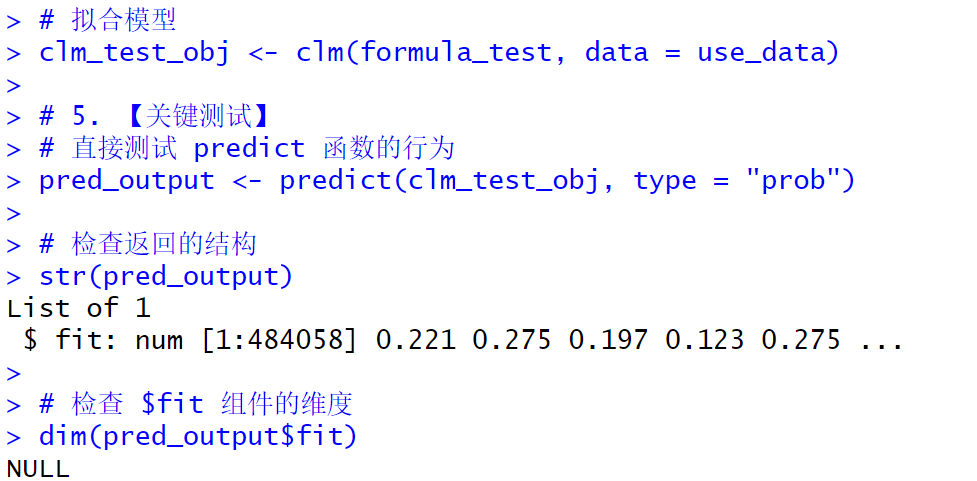 > # 拟合模型
> clm_test_obj <- clm(formula_test, data = use_data)
>
> # 5. 【关键测试】
> # 直接测试 predict 函数的行为
> pred_output <- predict(clm_test_obj, type = "prob")
>
> # 检查返回的结构
> str(pred_output)
List of 1
 $ fit: num [1:484058] 0.221 0.275 0.197 0.123 0.275 ...
>
> # 检查 $fit 组件的维度
> dim(pred_output$fit)
NULL